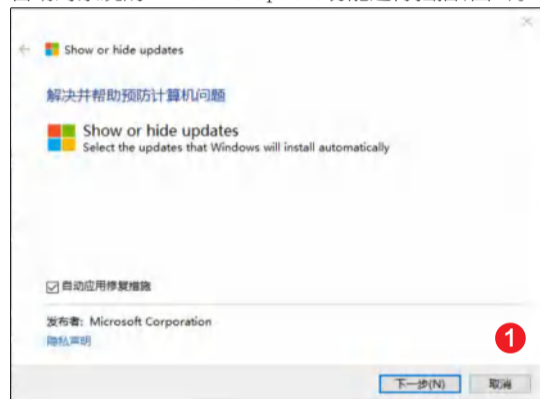 Show or hide updates
解决并帮助预防计算机问题
Show or hide updates
Select the updates that Windows will install automatically
自动应用修复措施
发布者: Microsoft Corporation
隐私声明
1
下一步(N) 取消